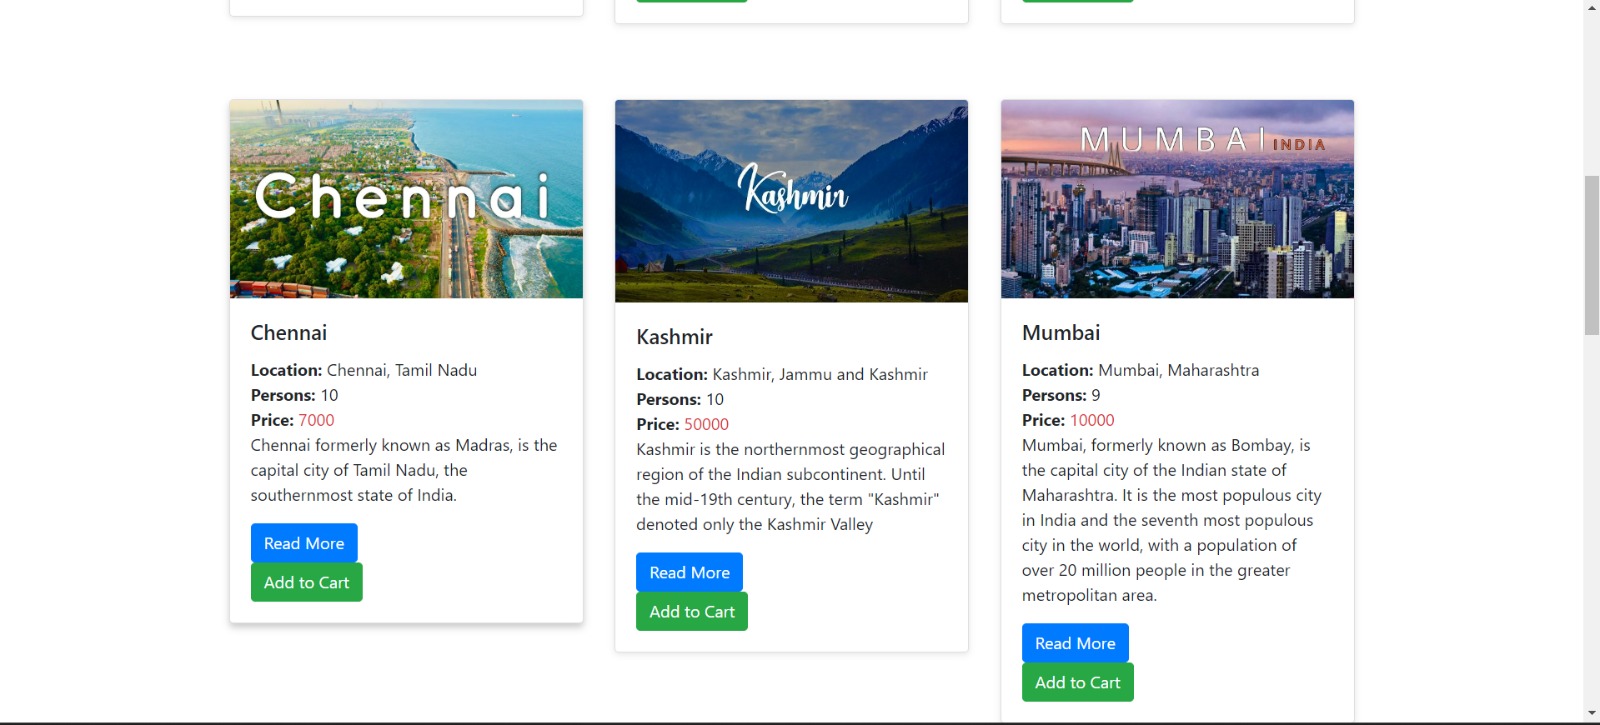 Chennai
Chennai
Location: Chennai, Tamil Nadu
Persons: 10
Price: 7000
Chennai formerly known as Madras, is the
capital city of Tamil Nadu, the
southernmost state of India.
Read More
Add to Cart
Kashmir
Kashmir
Location: Kashmir, Jammu and Kashmir
Persons: 10
Price: 50000
Kashmir is the northernmost geographical
region of the Indian subcontinent. Until
the mid-19th century, the term "Kashmir"
denoted only the Kashmir Valley
Read More
Add to Cart
MUMBAI INDIA
Mumbai
Location: Mumbai, Maharashtra
Persons: 9
Price: 10000
Mumbai, formerly known as Bombay, is
the capital city of the Indian state of
Maharashtra. It is the most populous city
in India and the seventh most populous
city in the world, with a population of
over 20 million people in the greater
metropolitan area.
Read More
Add to Cart